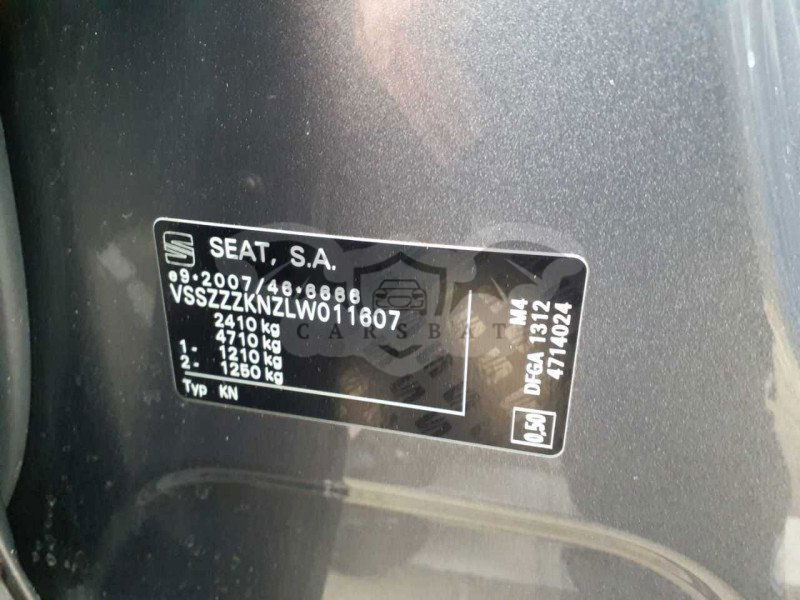 SEAT, S.A.
e9*2007/46*6666
VSSZZZKNZLW011607
2410 kg
4710 kg
1 - 1210 kg
2 - 1250 kg
Typ KN
M4
DFGA 1312
4714024
0,50
CARSBAT